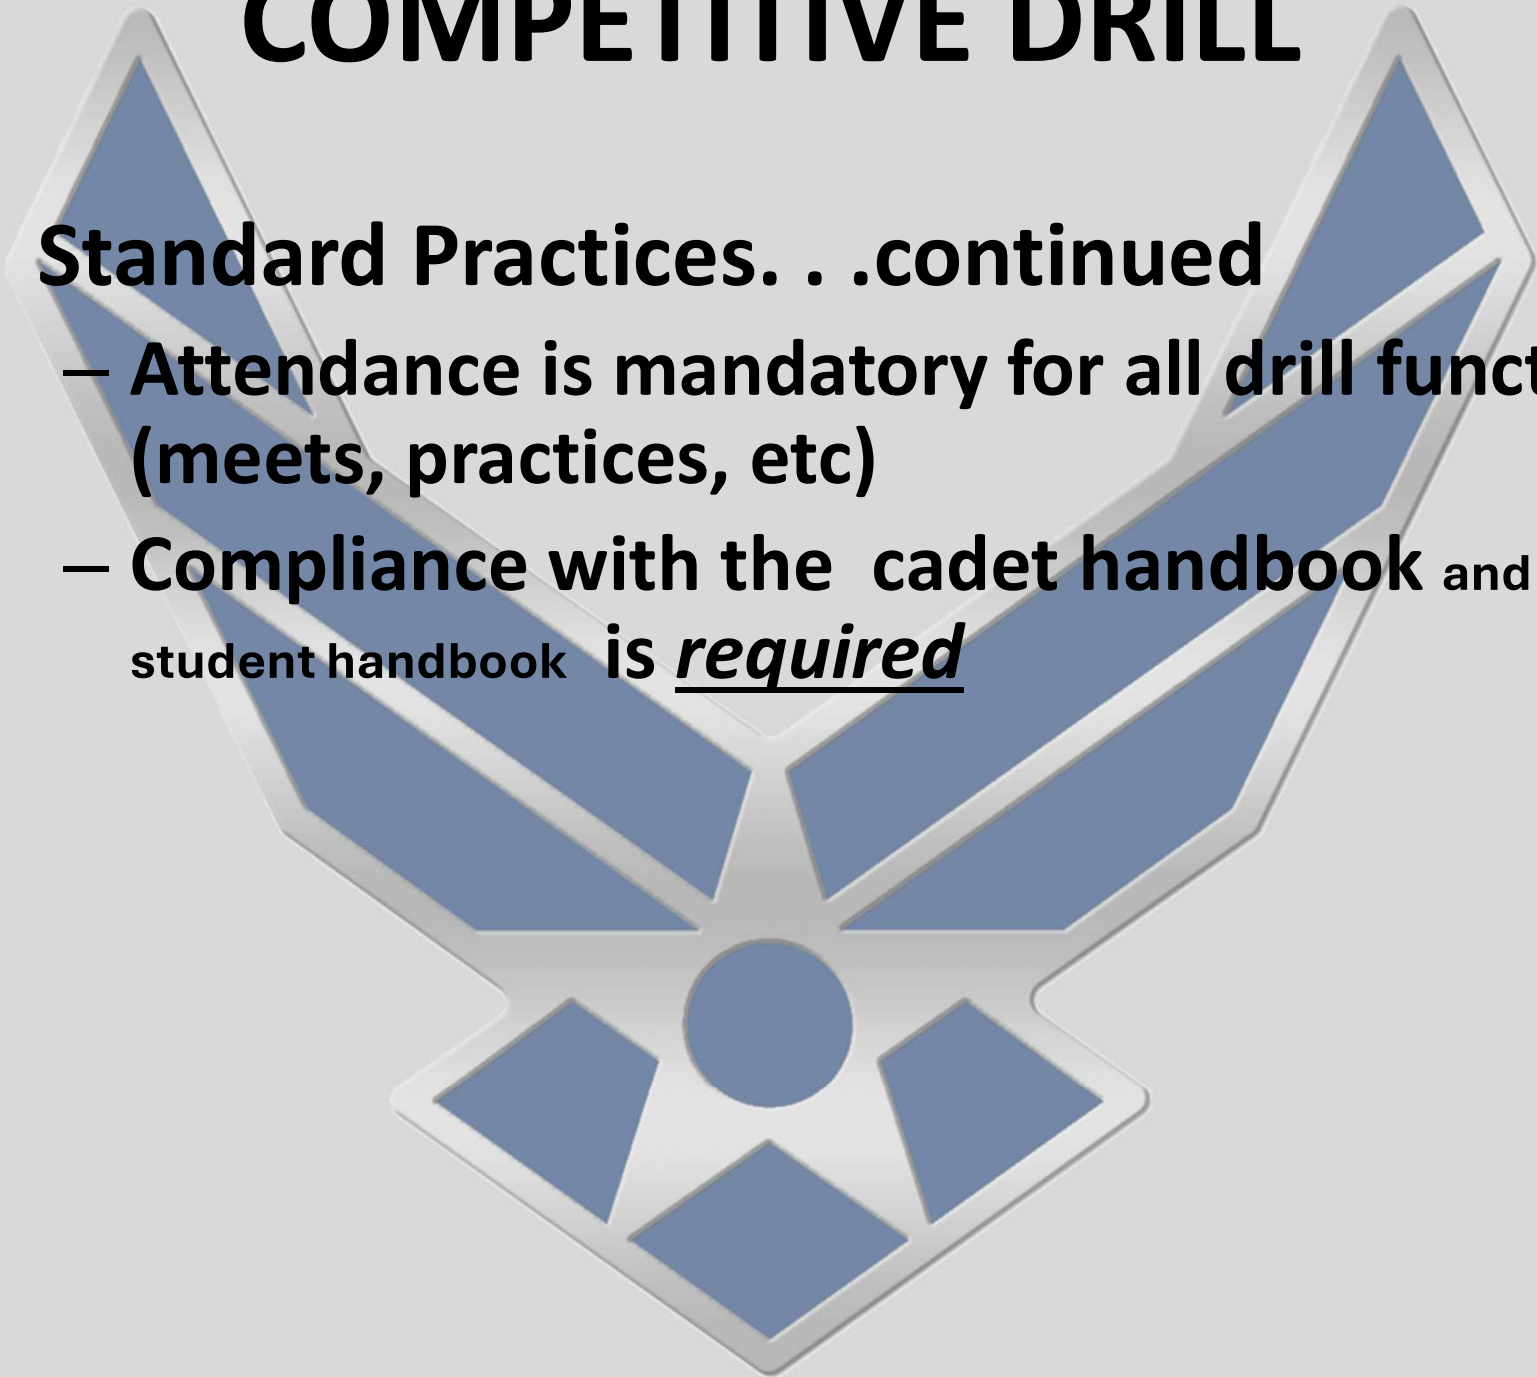 COMPETITIVE DRILL
Standard Practices. . .continued
– Attendance is mandatory for all drill
(meets, practices, etc)
– Compliance with the  cadet handbook and
student handbook  is required